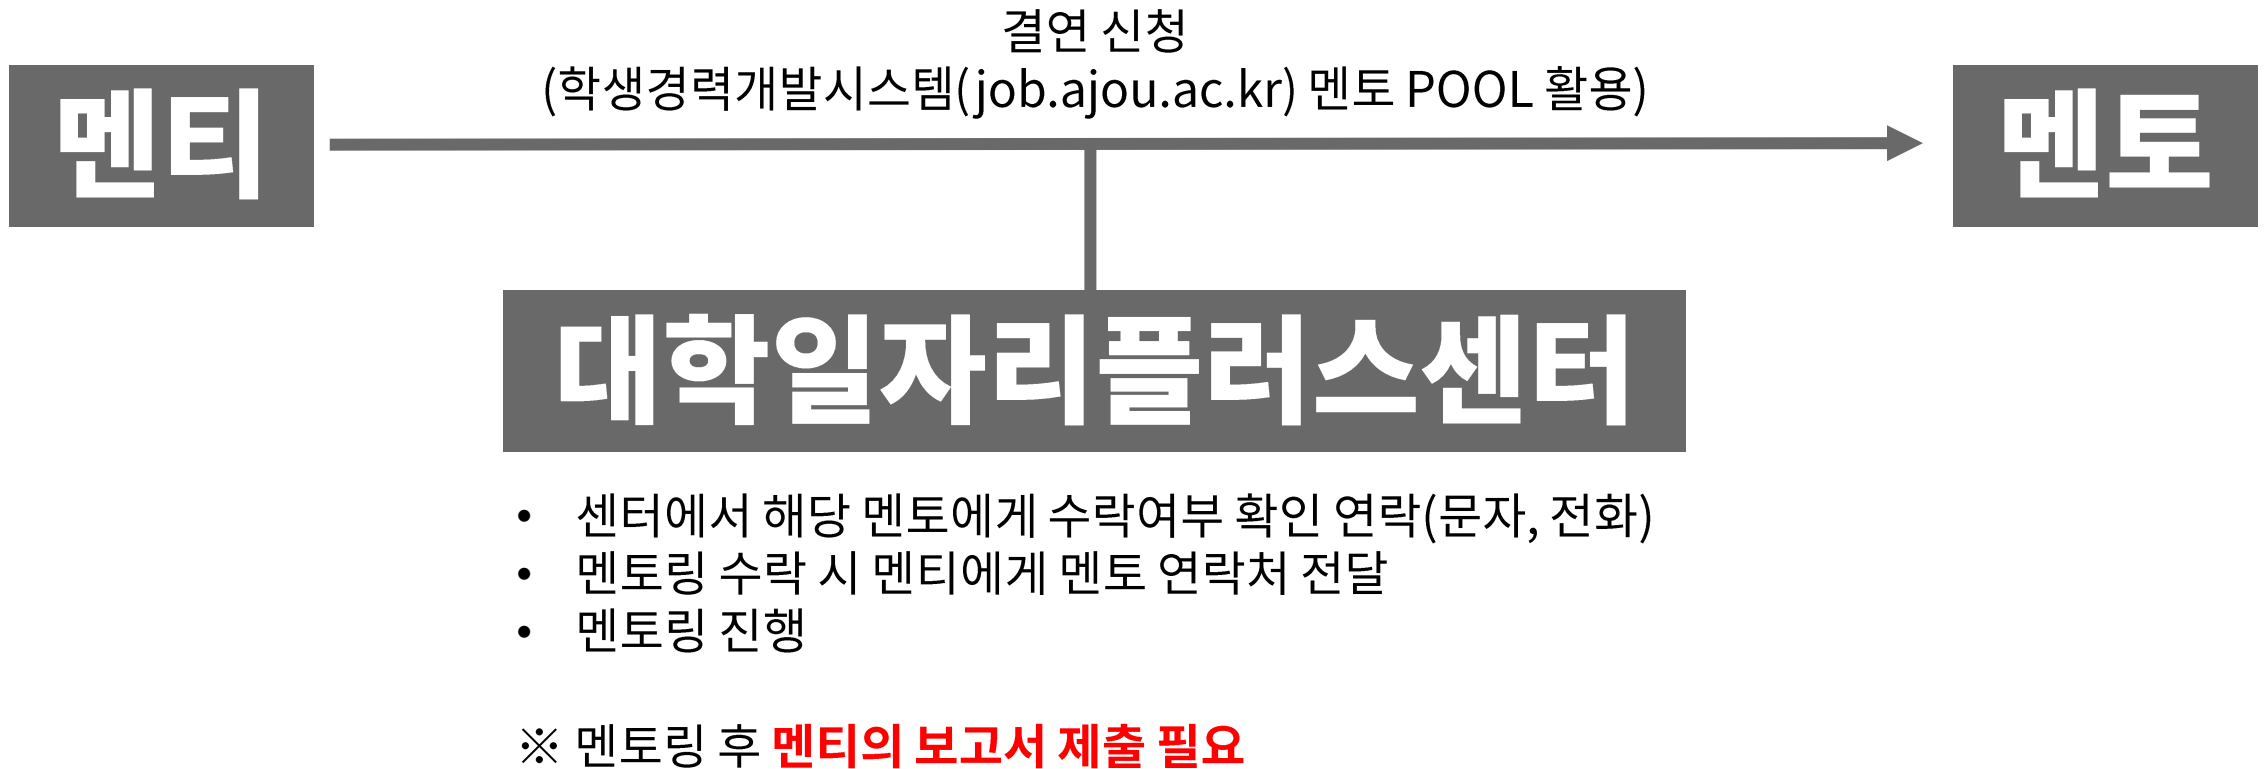 결연 신청
(학생경력개발시스템(job.ajou.ac.kr) 멘토 POOL 활용)
멘티
멘토
대학일자리플러스센터
• 센터에서 해당 멘토에게 수락여부 확인 연락(문자, 전화)
• 멘토링 수락 시 멘티에게 멘토 연락처 전달
• 멘토링 진행
※ 멘토링 후 멘티의 보고서 제출 필요